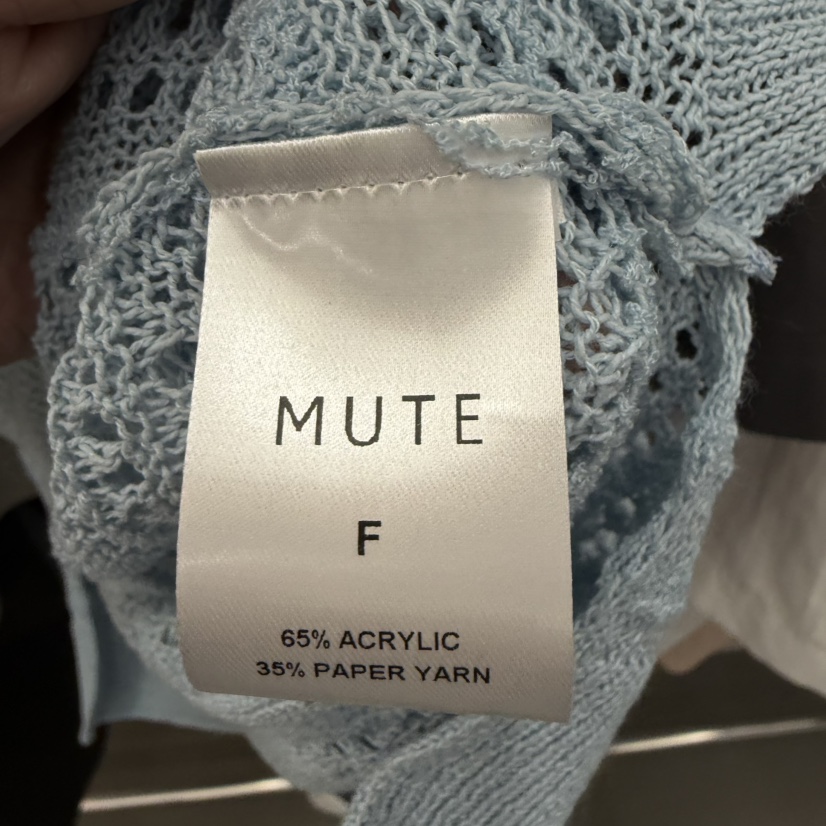 MUTE
F
65% ACRYLIC
35% PAPER YARN